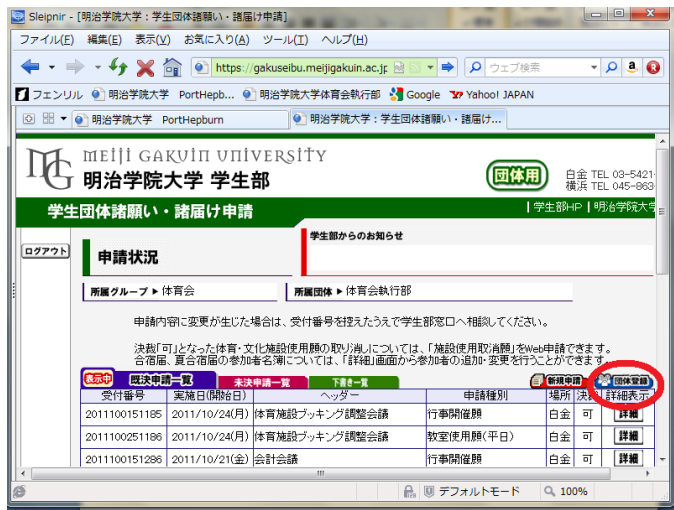 Sleipnir - [明治学院大学：学生団体諸願い・諸届け申請]
ファイル(F) 編集(E) 表示(V) お気に入り(A) ツール(T) ヘルプ(H)
https://gakuseibu.meijigakuin.ac.jp ウェブ検索
フェンリル 明治学院大学 PortHepb... 明治学院大学体育会執行部 Google Yahoo! JAPAN
明治学院大学 PortHepburn 明治学院大学：学生団体諸願い・諸届け...
MG MEIJI GAKUIN UNIVERSITY
明治学院大学 学生部
団体用
白金 TEL 03-5421-
横浜 TEL 045-863
学生団体諸願い・諸届け申請 | 学生部HP | 明治学院大学
ログアウト
学生部からのお知らせ
申請状況
所属グループ ▶ 体育会 所属団体 ▶ 体育会執行部
申請内容に変更が生じた場合は、受付番号を控えたうえで学生部窓口へ相談してください。
決裁「可」となった体育・文化施設使用願の取り消しについては、「施設使用取消願」をWeb申請できます。
合宿届、夏合宿届の参加者名簿については、「詳細」画面から参加者の追加・変更を行うことができます。
表示中 既決申請一覧 未決申請一覧 下書き一覧 新規申請 団体登録
受付番号 実施日(開始日) ヘッダー 申請種別 場所 決裁 詳細表示
2011100151185 2011/10/24(月) 体育施設ブッキング調整会議 行事開催願 白金 可 詳細
2011100251186 2011/10/24(月) 体育施設ブッキング調整会議 教室使用願(平日) 白金 可 詳細
2011100151286 2011/10/21(金) 会計会議 行事開催願 白金 可 詳細
デフォルトモード 100%